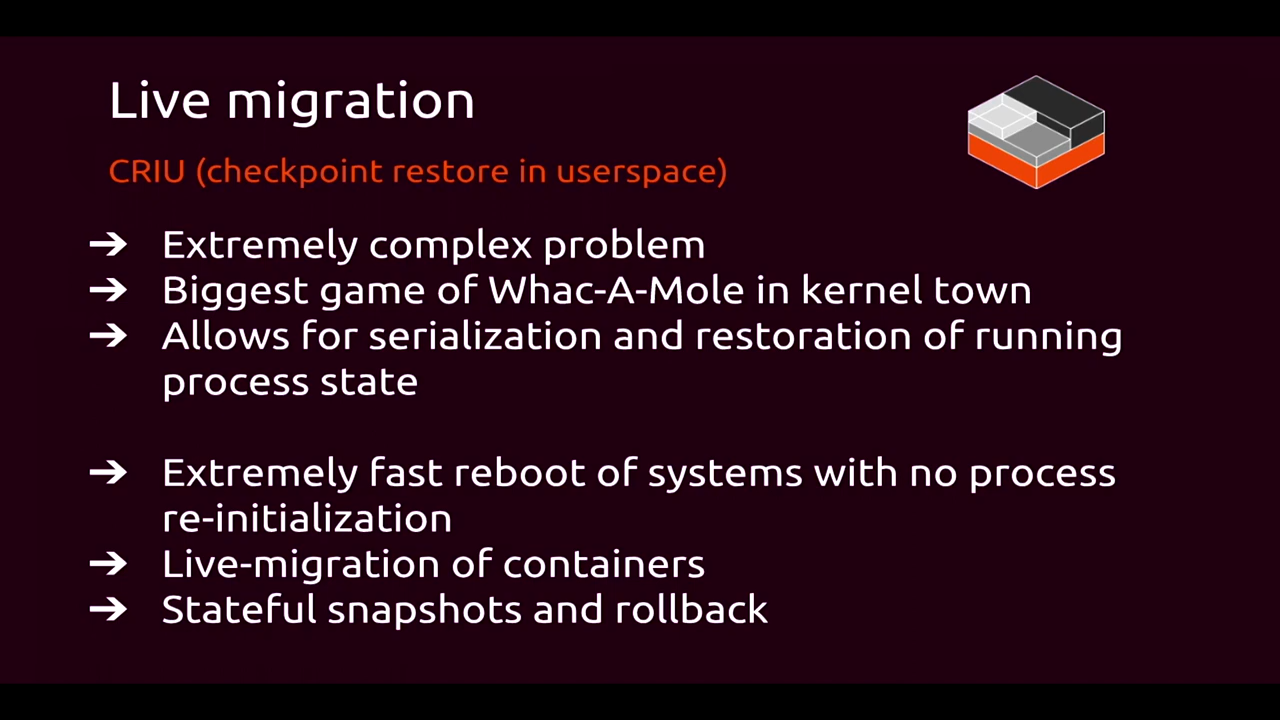 Live migration
CRIU (checkpoint restore in userspace)
➔ Extremely complex problem
➔ Biggest game of Whac-A-Mole in kernel town
➔ Allows for serialization and restoration of running
process state
➔ Extremely fast reboot of systems with no process
re-initialization
➔ Live-migration of containers
➔ Stateful snapshots and rollback